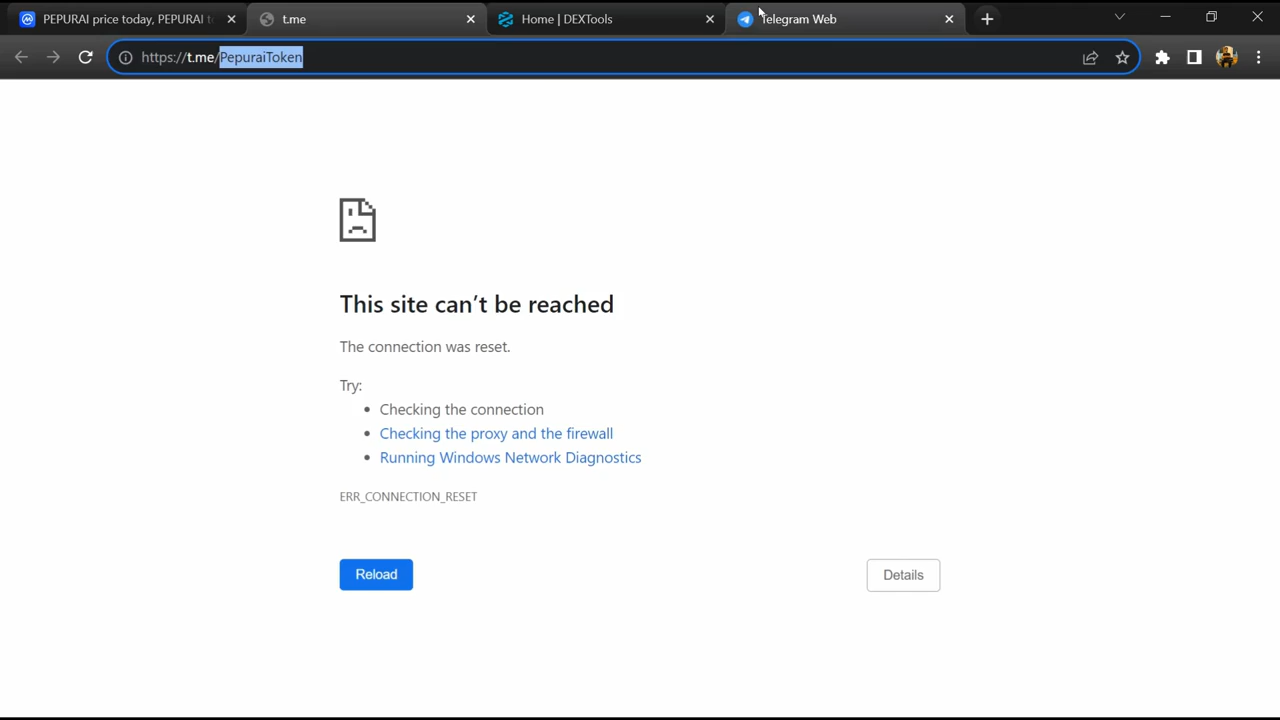 PEPURAI price today, PEPURAI t
t.me
Home | DEXTools
Telegram Web
https://t.me/PepuraiToken
This site can't be reached
The connection was reset.
Try:
Checking the connection
Checking the proxy and the firewall
Running Windows Network Diagnostics
ERR_CONNECTION_RESET
Reload
Details